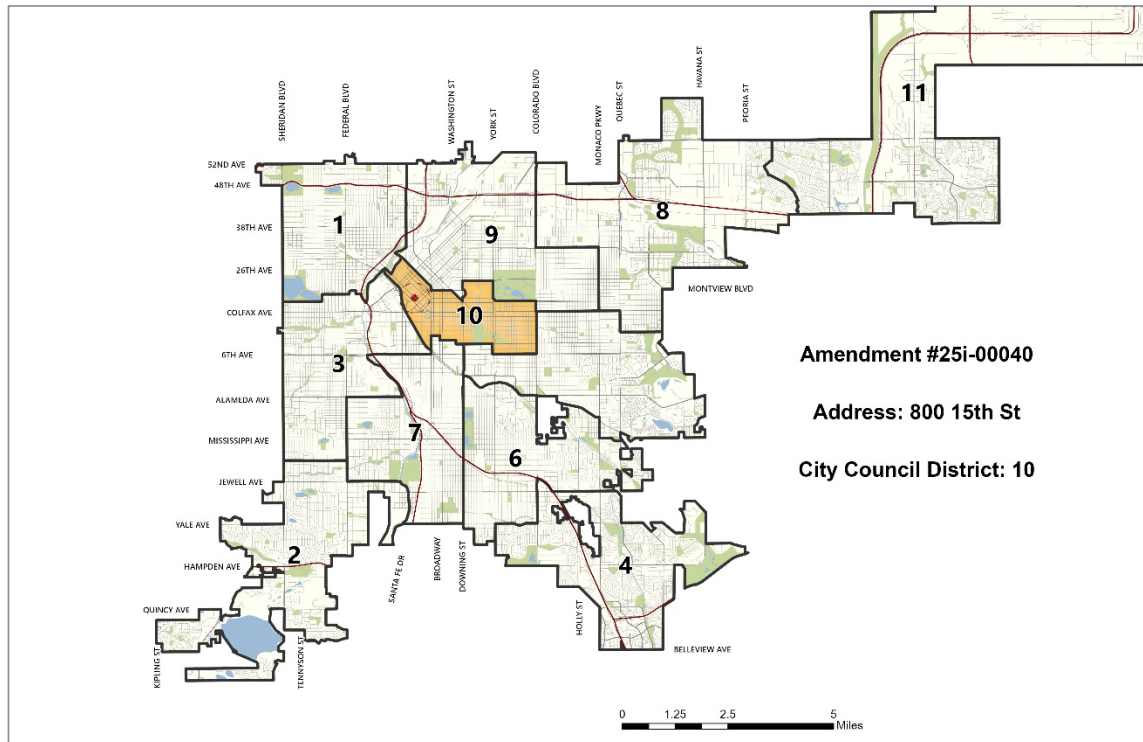 SHERIDAN BLVD
FEDERAL BLVD
WASHINGTON ST
YORK ST
COLORADO BLVD
MONACO PKWY
QUEBEC ST
HAVANA ST
PEORIA ST
11
52ND AVE
48TH AVE
1
8
38TH AVE
9
26TH AVE
MONTVIEW BLVD
COLFAX AVE
10
6TH AVE
3
Amendment #25i-00040
ALAMEDA AVE
Address: 800 15th St
7
MISSISSIPPI AVE
6
City Council District: 10
JEWELL AVE
YALE AVE
2
HAMPDEN AVE
SANTA FE DR
BROADWAY
DOWNING ST
4
QUINCY AVE
HOLLY ST
KIPLING ST
TENNYSON ST
BELLEVIEW AVE
0 1.25 2.5 5
Miles